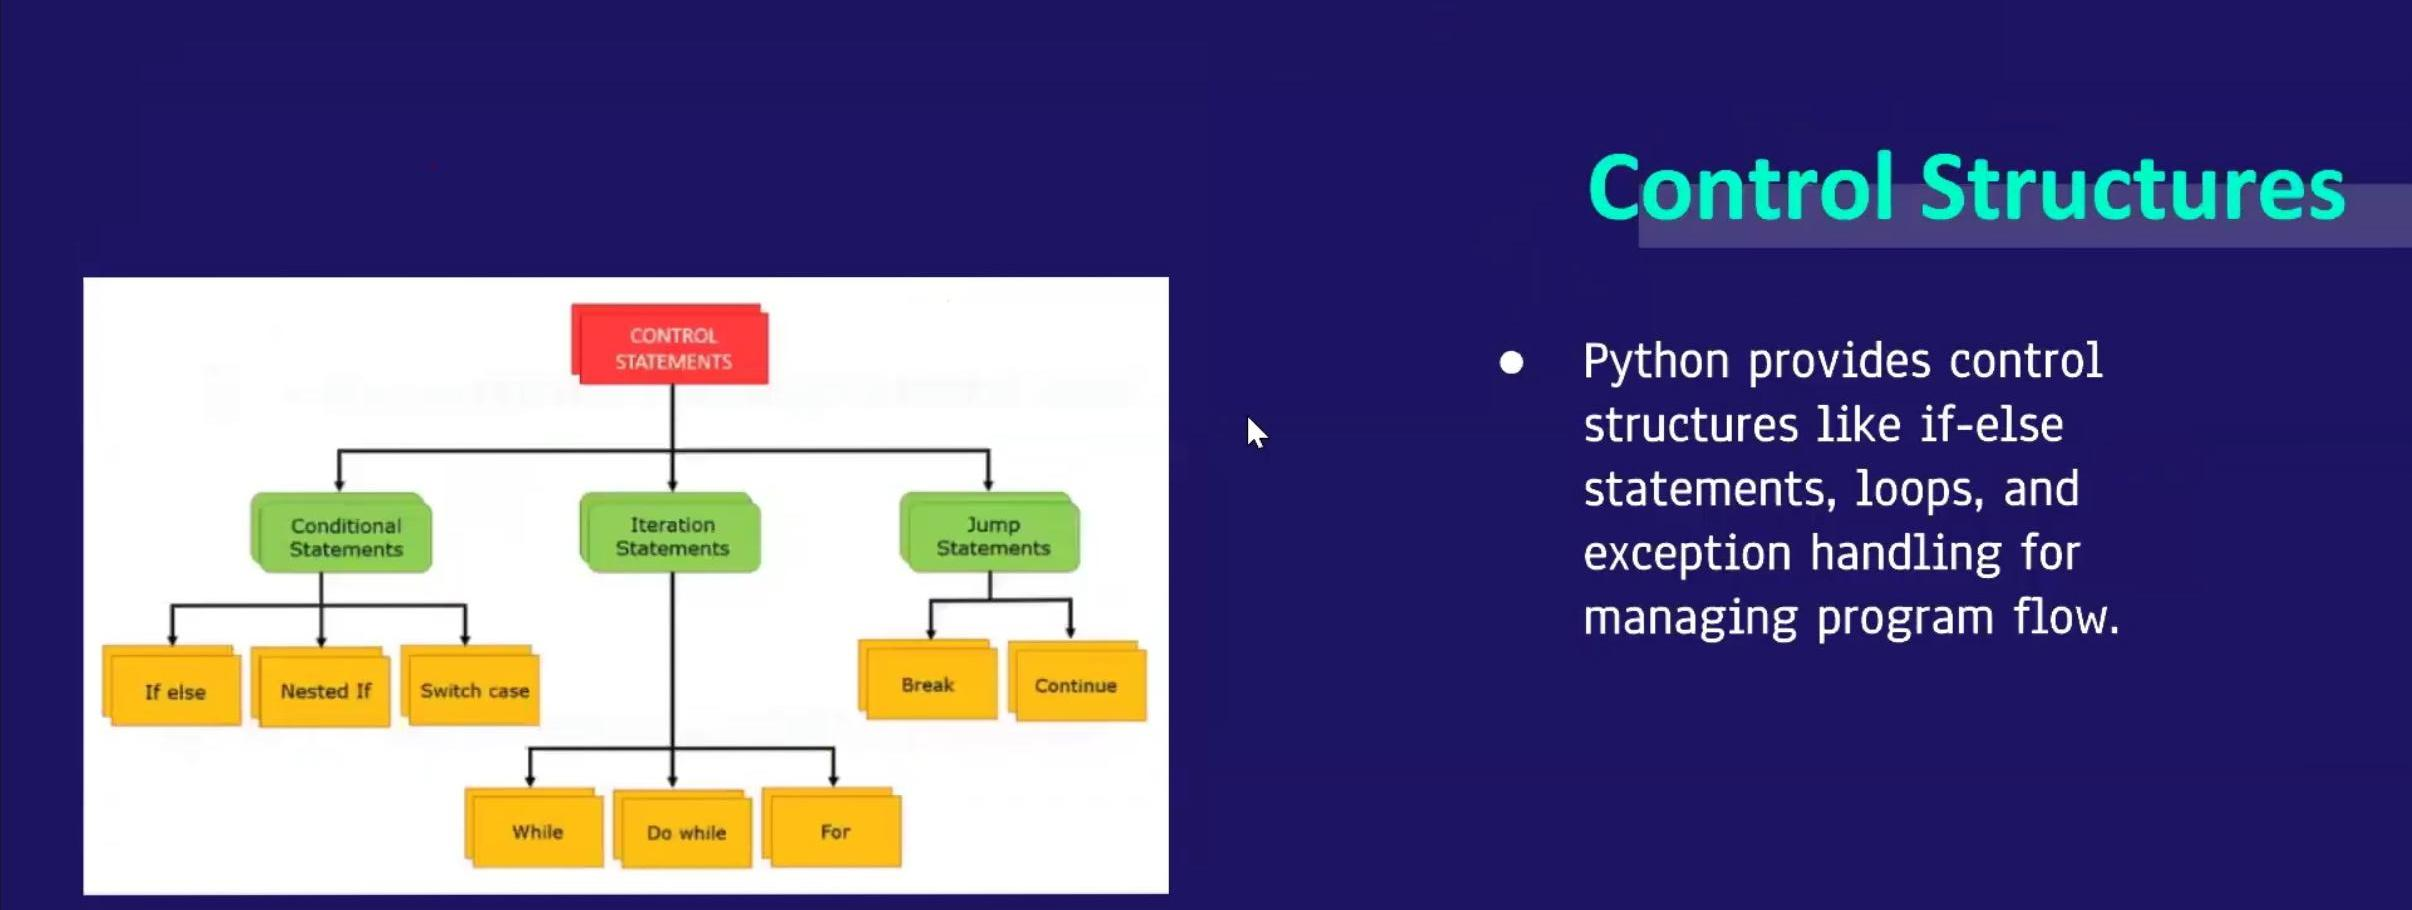 Control Structures
CONTROL
STATEMENTS
Conditional
Statements
Iteration
Statements
Jump
Statements
If else
Nested If
Switch case
Break
Continue
While
Do while
For
● Python provides control
structures like if-else
statements, loops, and
exception handling for
managing program flow.